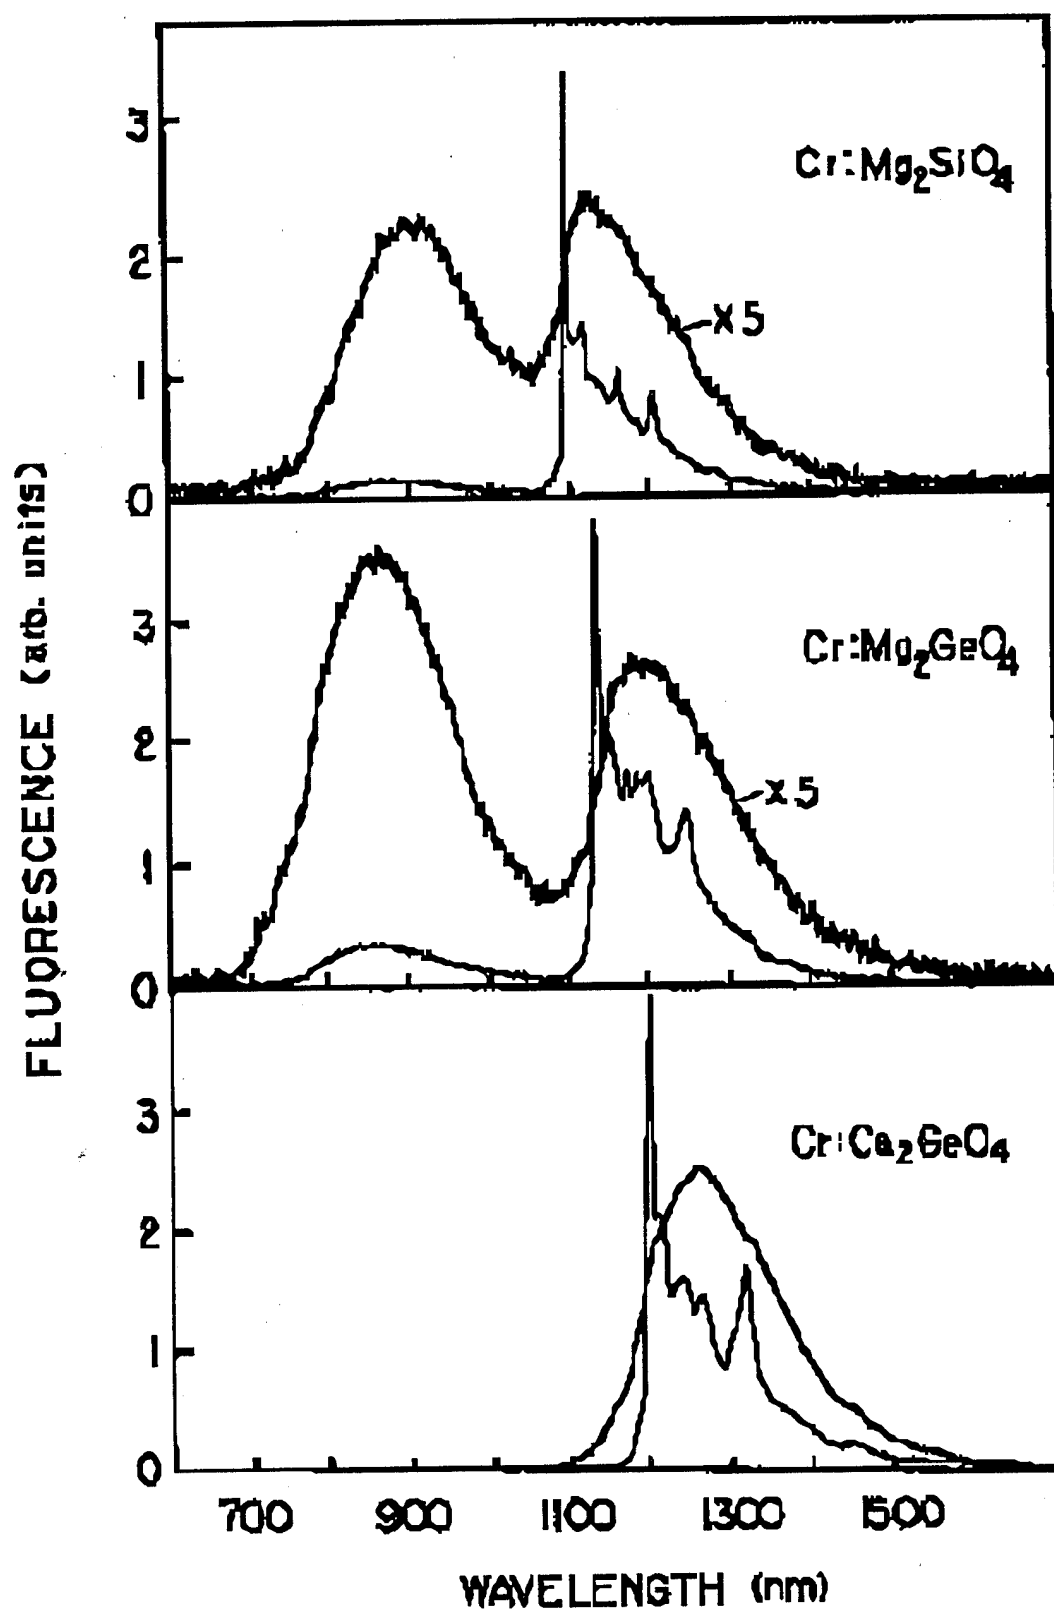 3
Cr:Mg₂SiO₄
2
X5
1
0
3
Cr:Mg₂GeO₄
2
X5
1
0
3
Cr:Ca₂GeO₄
2
1
0
700 900 1100 1300 1500
WAVELENGTH (nm)
FLUORESCENCE (arb. units)